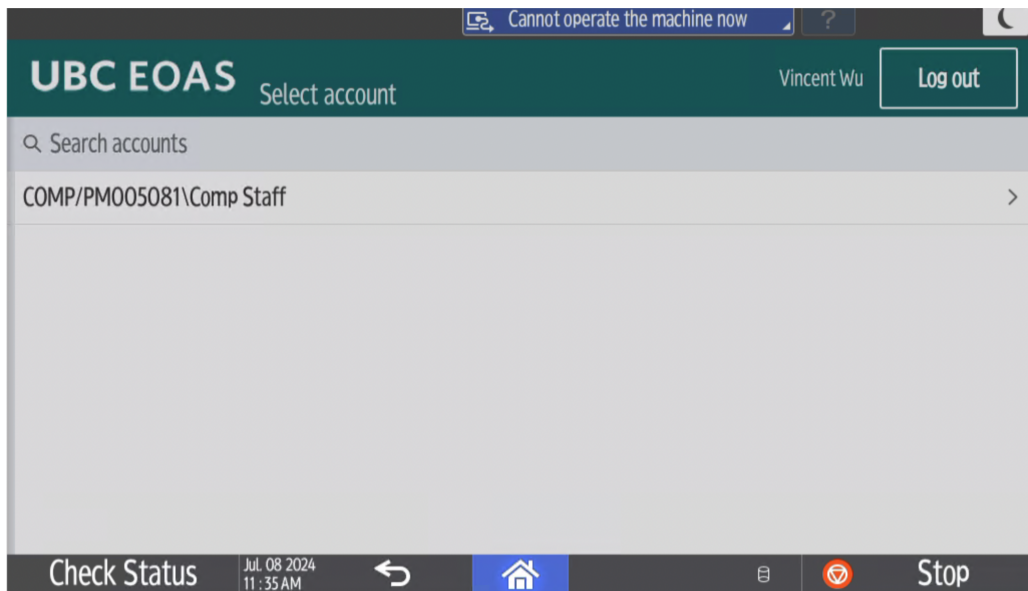 Cannot operate the machine now ?
UBC EOAS Select account Vincent Wu Log out
Search accounts
COMP/PM005081\Comp Staff >
Check Status Jul. 08 2024 Stop
11:35 AM